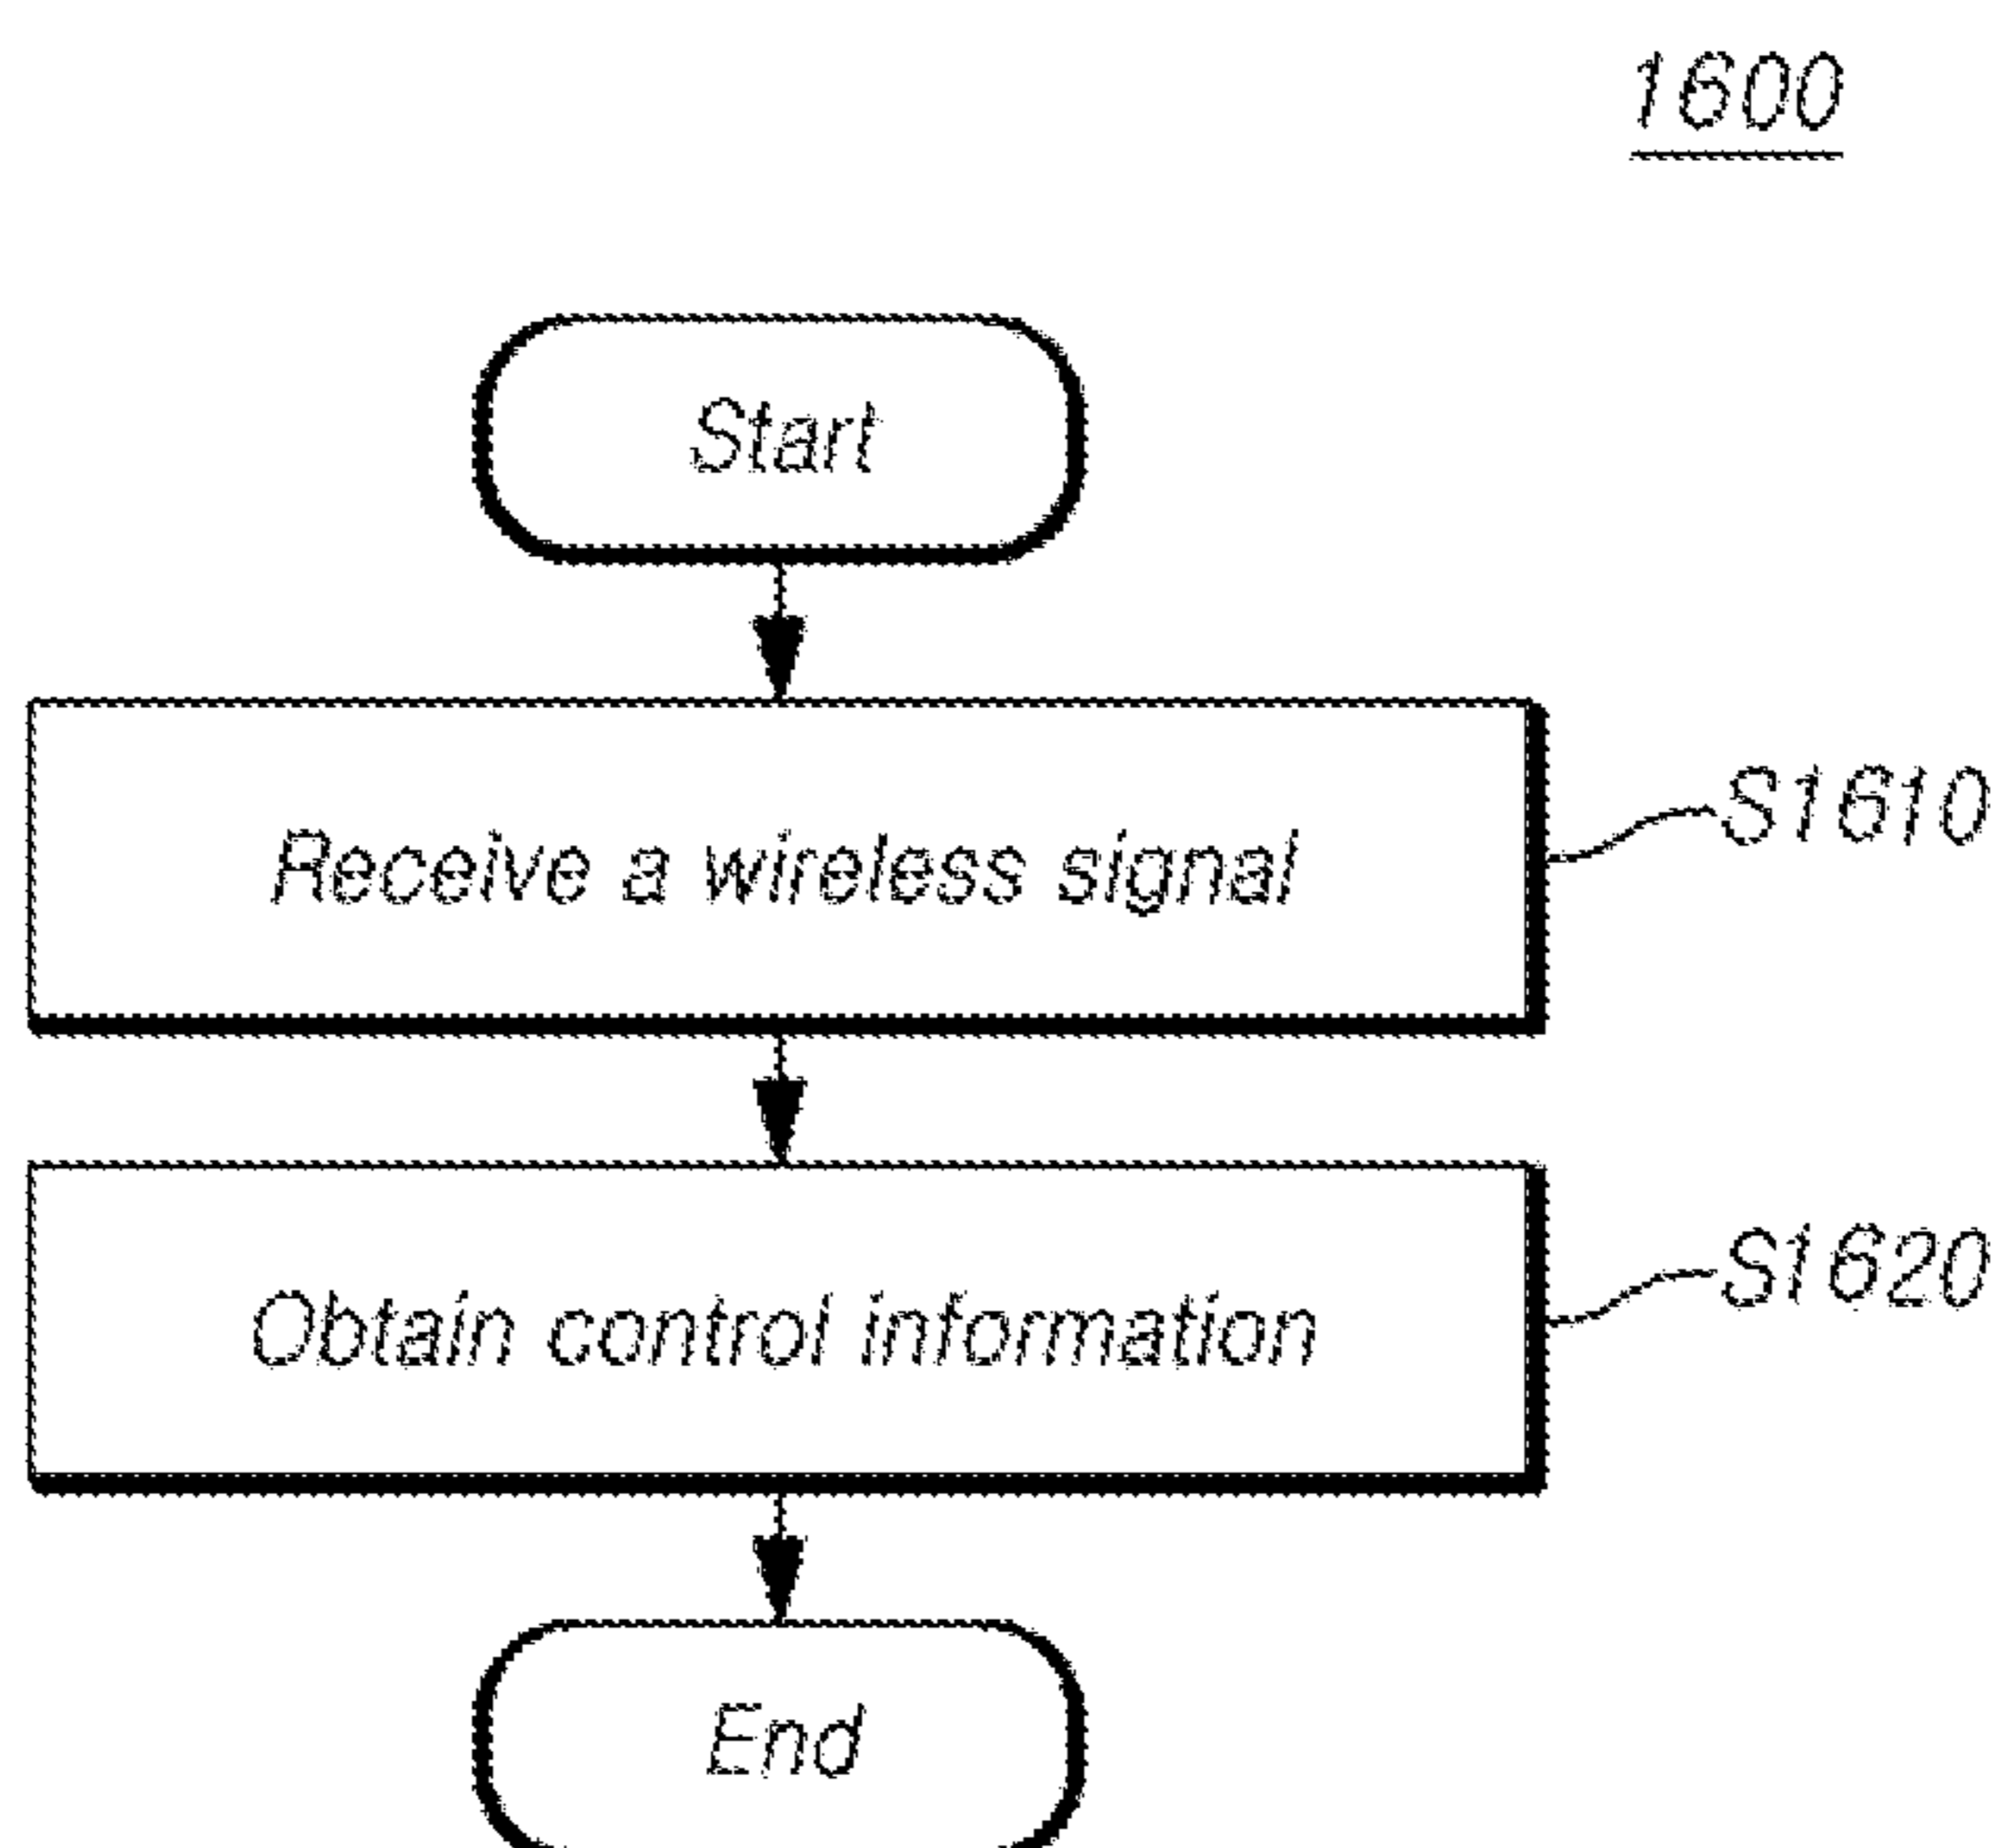 1600
Start
Receive a wireless signal
S1610
Obtain control information
S1620
End